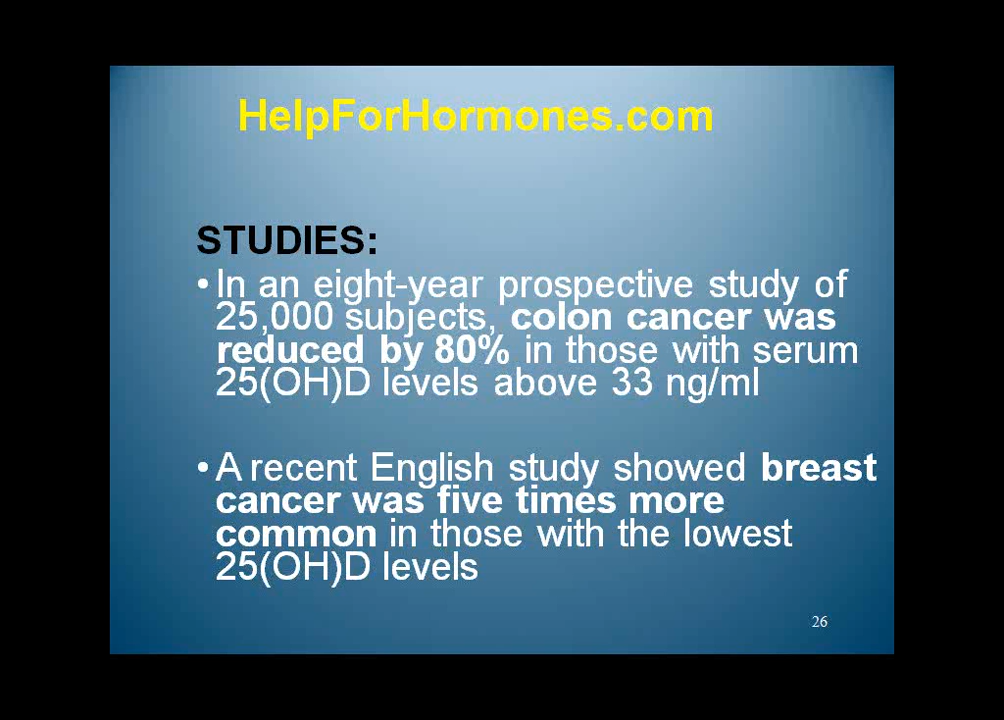 HelpForHormones.com
STUDIES:
• In an eight-year prospective study of
25,000 subjects, colon cancer was
reduced by 80% in those with serum
25(OH)D levels above 33 ng/ml
• A recent English study showed breast
cancer was five times more
common in those with the lowest
25(OH)D levels
26